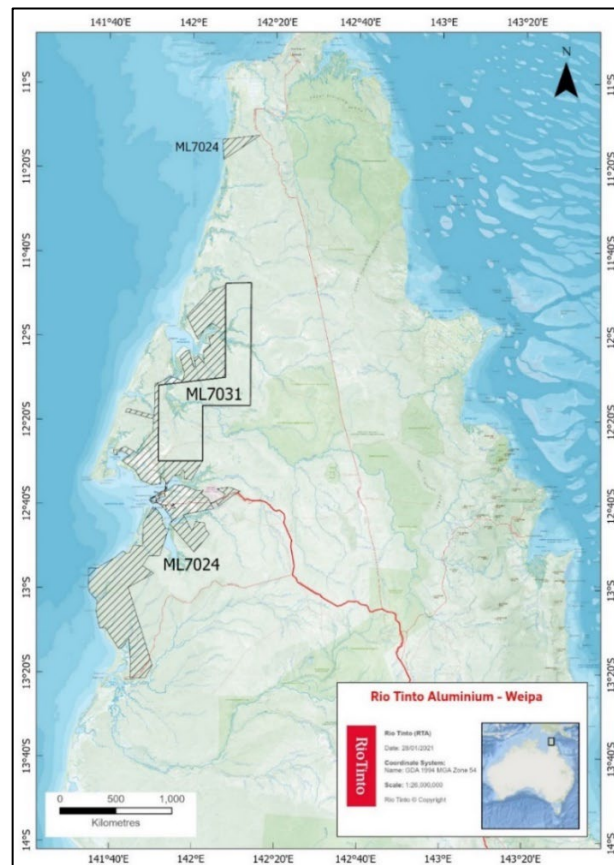 141°40'E 142°E 142°20'E 142°40'E 143°E 143°20'E
N
11°S 11°S
ML7024
11°20'S 11°20'S
11°40'S 11°40'S
12°S 12°S
ML7031
12°20'S 12°20'S
12°40'S 12°40'S
ML7024
13°S 13°S
13°20'S 13°20'S
Rio Tinto Aluminium - Weipa
RioTinto
Rio Tinto (RTA)
Date: 28/01/2021
Coordinate System:
Name: GDA 1994 MGA Zone 54
Scale: 1:26,000,000
Rio Tinto © Copyright
13°40'S 13°40'S
0 500 1,000
Kilometres
14°S 14°S
141°40'E 142°E 142°20'E 142°40'E 143°E 143°20'E